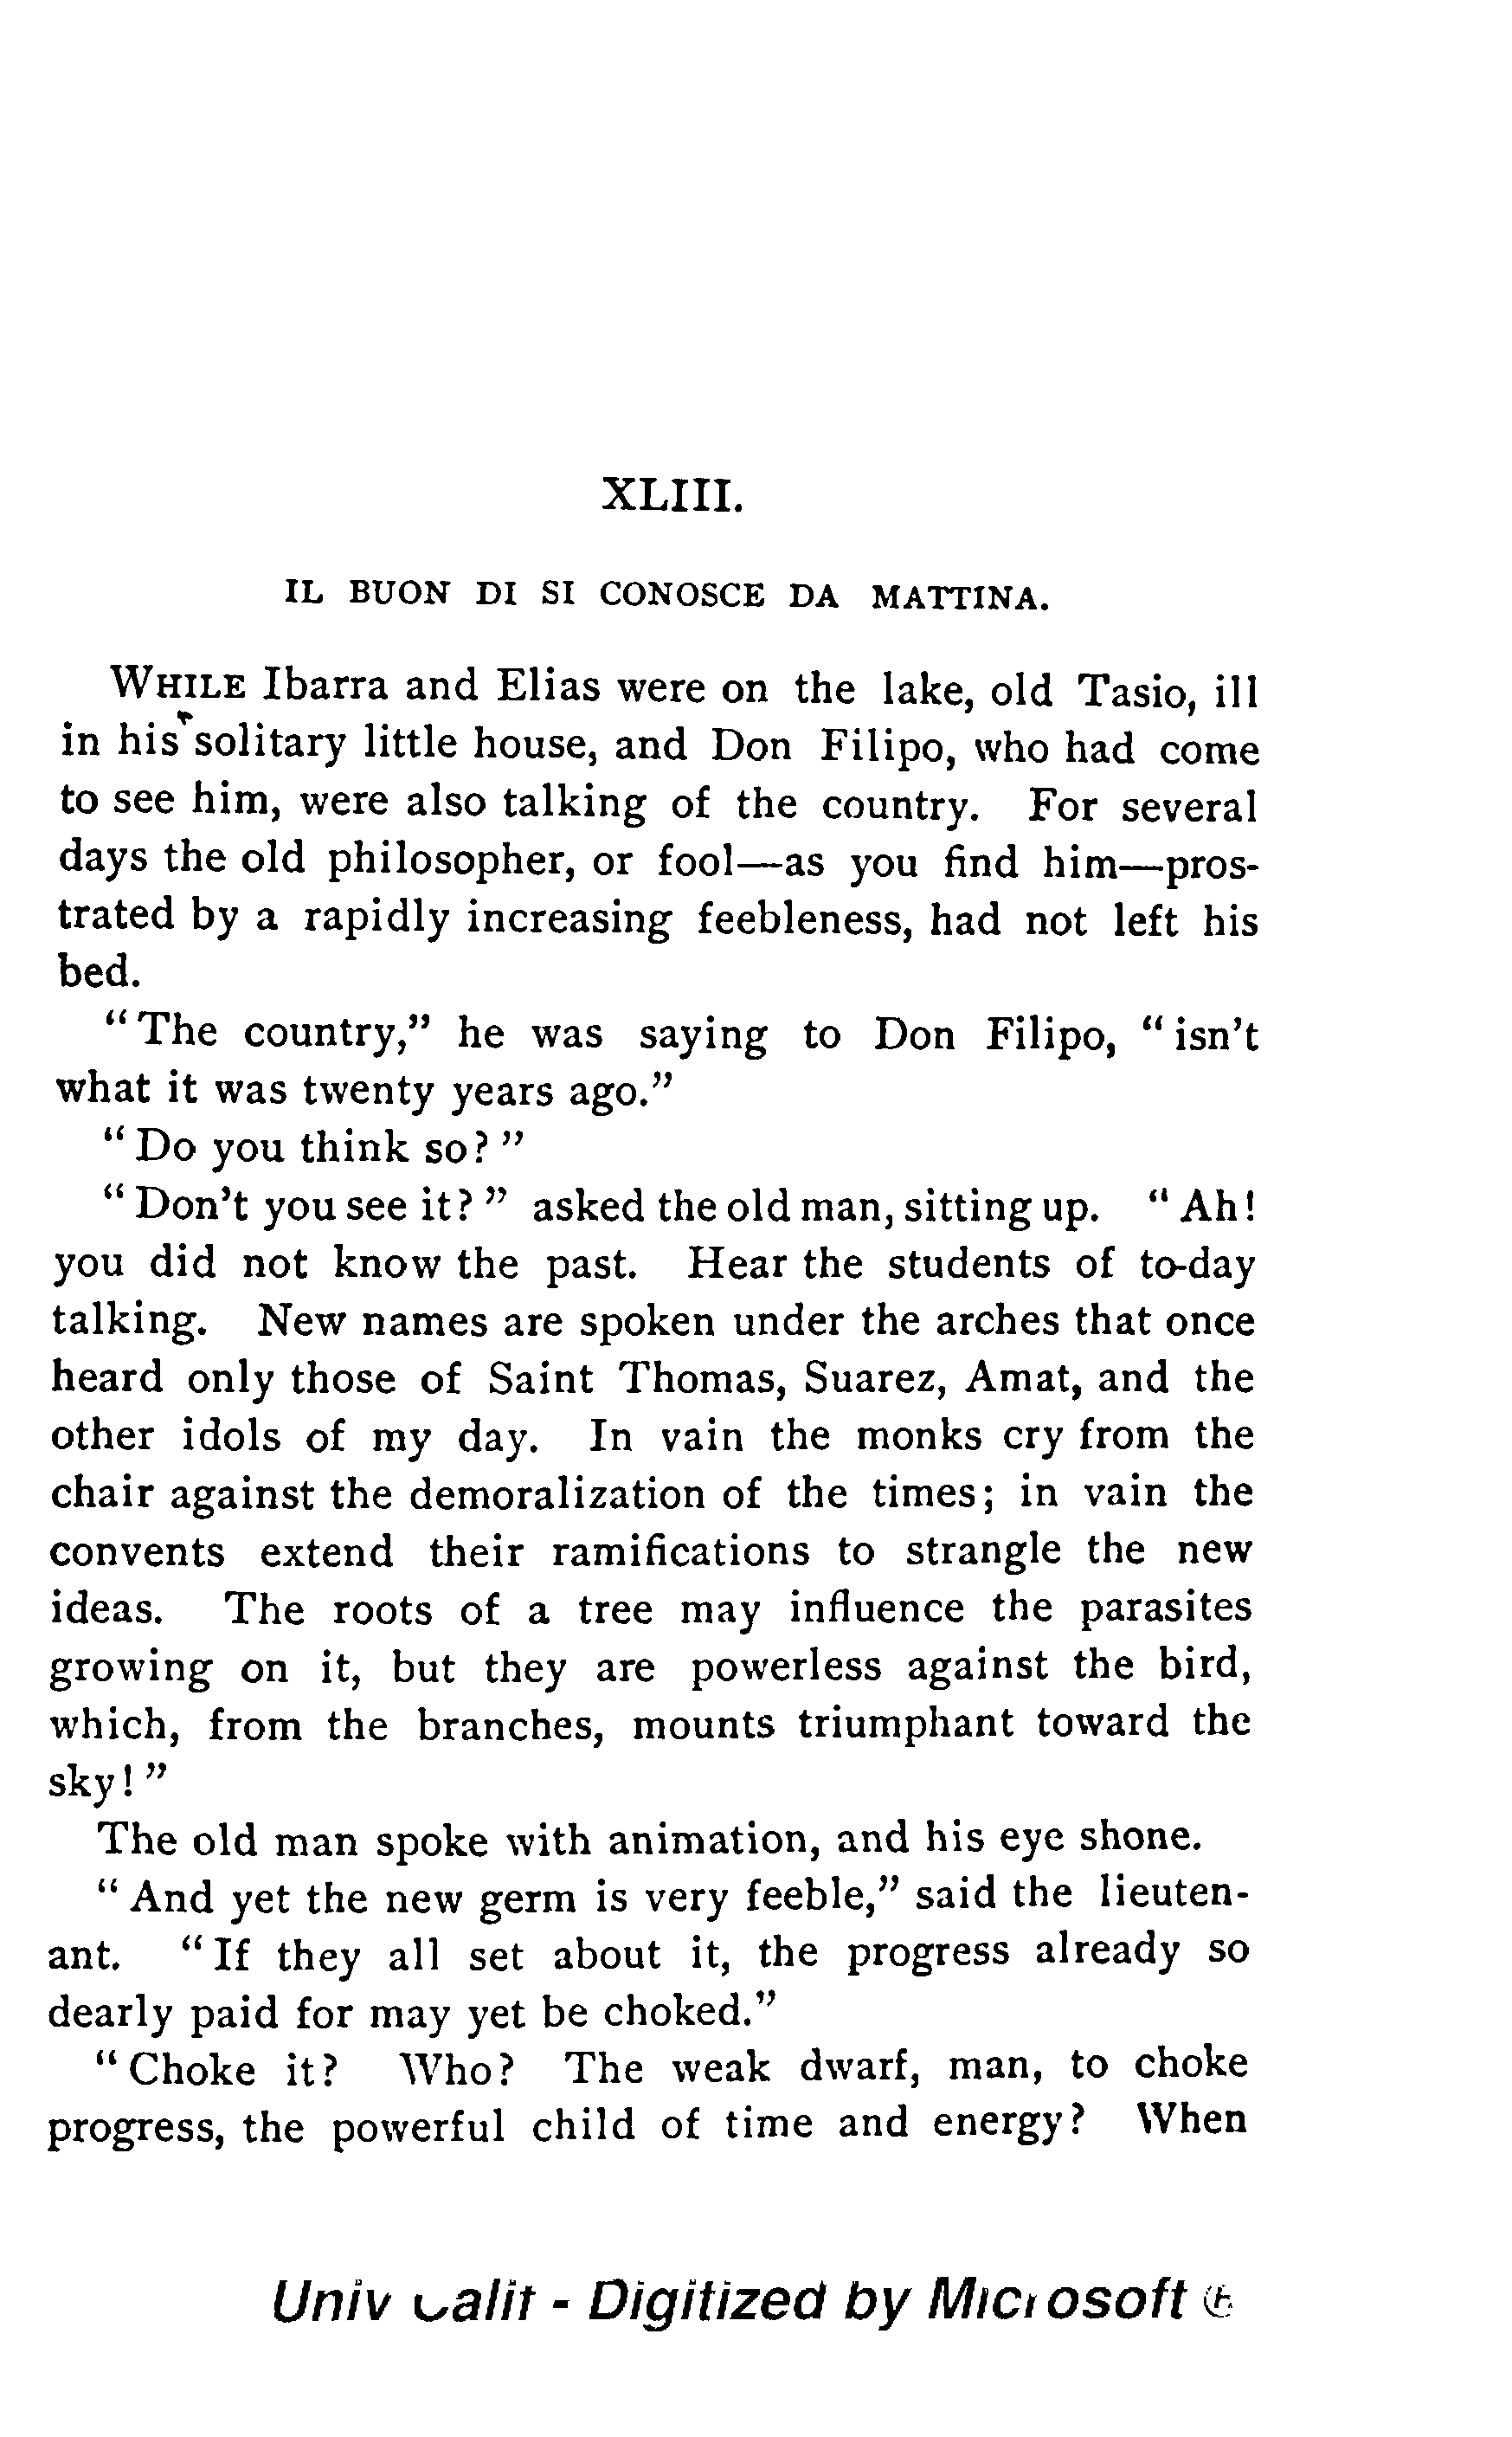 XLIII.
IL BUON DI SI CONOSCE DA MATTINA.
WHILE Ibarra and Elias were on the lake, old Tasio, ill
in his solitary little house, and Don Filipo, who had come
to see him, were also talking of the country. For several
days the old philosopher, or fool—as you find him—pros-
trated by a rapidly increasing feebleness, had not left his
bed.
"The country," he was saying to Don Filipo, "isn't
what it was twenty years ago."
"Do you think so?"
"Don't you see it?" asked the old man, sitting up. "Ah!
you did not know the past. Hear the students of to-day
talking. New names are spoken under the arches that once
heard only those of Saint Thomas, Suarez, Amat, and the
other idols of my day. In vain the monks cry from the
chair against the demoralization of the times; in vain the
convents extend their ramifications to strangle the new
ideas. The roots of a tree may influence the parasites
growing on it, but they are powerless against the bird,
which, from the branches, mounts triumphant toward the
sky!"
The old man spoke with animation, and his eye shone.
"And yet the new germ is very feeble," said the lieuten-
ant. "If they all set about it, the progress already so
dearly paid for may yet be choked."
"Choke it? Who? The weak dwarf, man, to choke
progress, the powerful child of time and energy? When
Univ Calif - Digitized by Microsoft ®